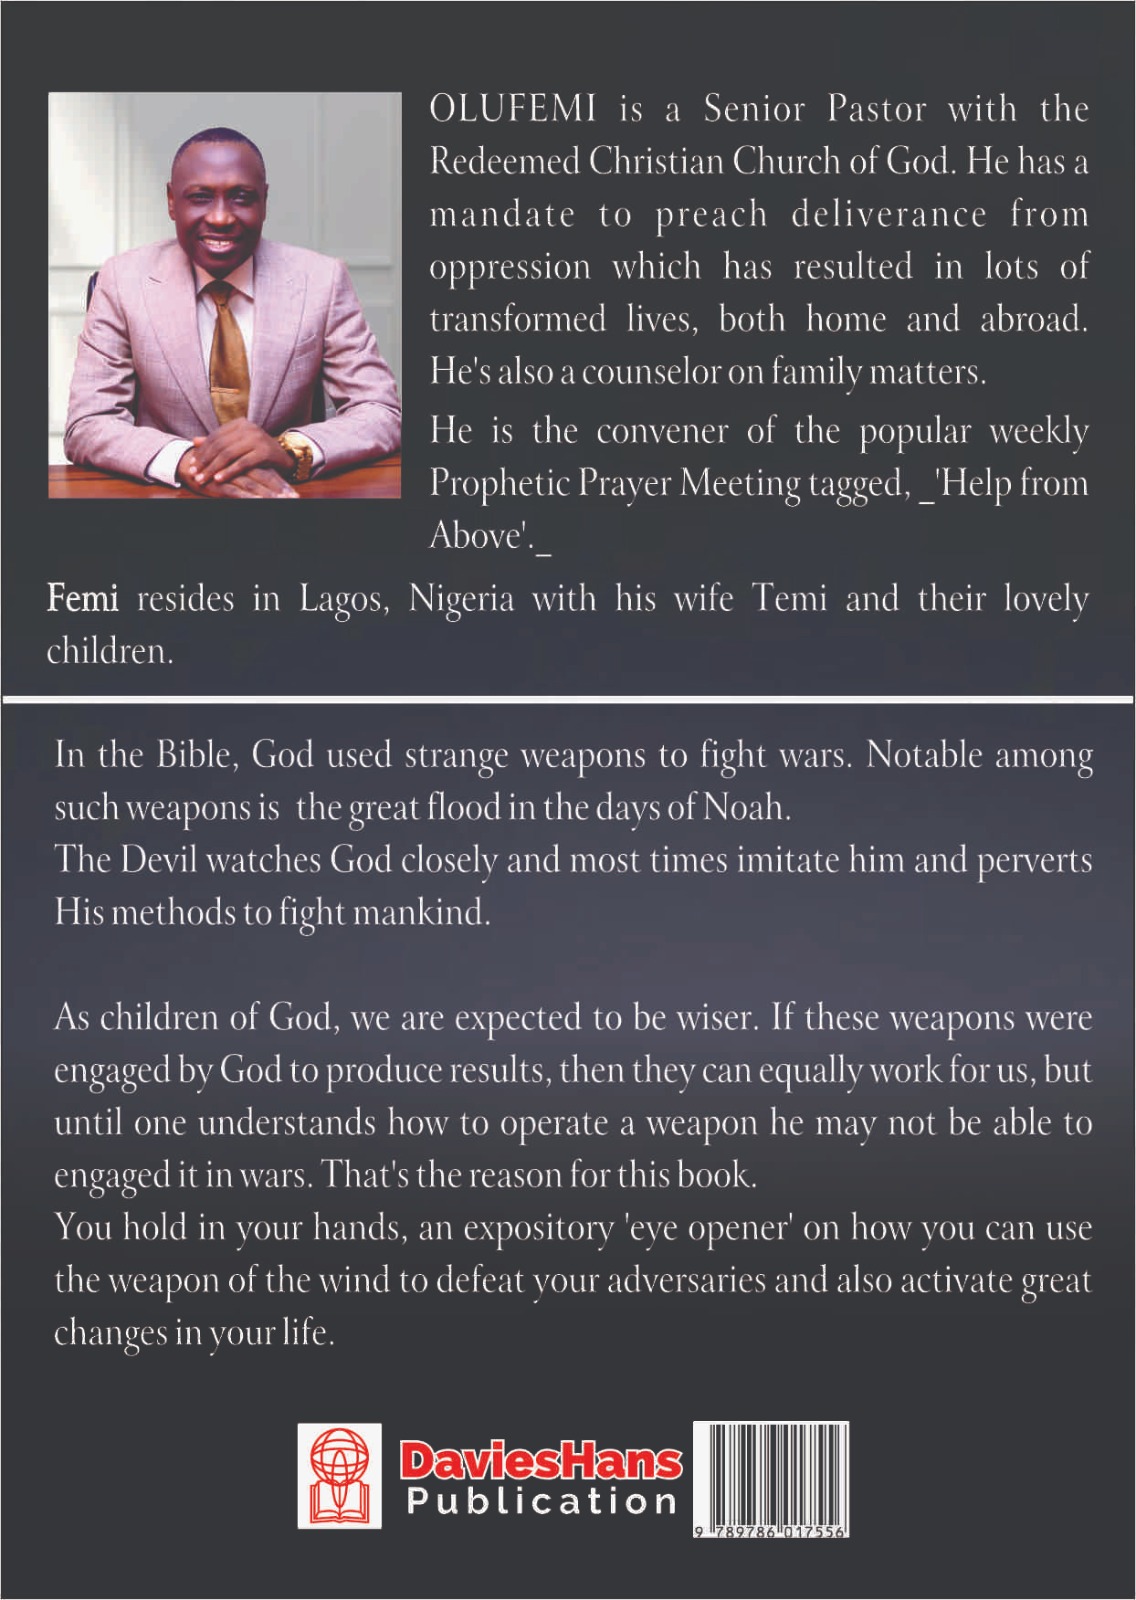 OLUFEMI is a Senior Pastor with the
Redeemed Christian Church of God. He has a
mandate to preach deliverance from
oppression which has resulted in lots of
transformed lives, both home and abroad.
He's also a counselor on family matters.
He is the convener of the popular weekly
Prophetic Prayer Meeting tagged, _'Help from
Above'._
Femi resides in Lagos, Nigeria with his wife Temi and their lovely
children.
In the Bible, God used strange weapons to fight wars. Notable among
such weapons is the great flood in the days of Noah.
The Devil watches God closely and most times imitate him and perverts
His methods to fight mankind.
As children of God, we are expected to be wiser. If these weapons were
engaged by God to produce results, then they can equally work for us, but
until one understands how to operate a weapon he may not be able to
engaged it in wars. That's the reason for this book.
You hold in your hands, an expository 'eye opener' on how you can use
the weapon of the wind to defeat your adversaries and also activate great
changes in your life.
DaviesHans
Publication
9 789786 017556